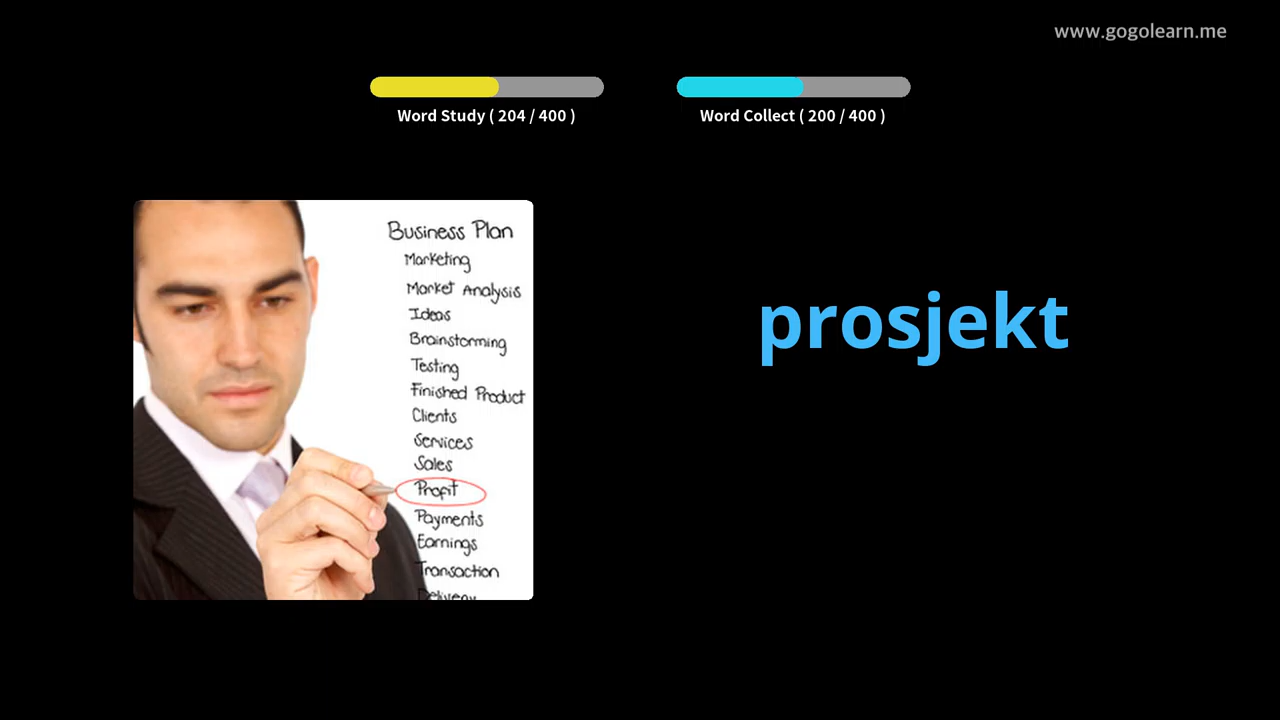 www.gogolearn.me
Word Study ( 204 / 400 )
Word Collect ( 200 / 400 )
Business Plan
Marketing
Market Analysis
Ideas
Brainstorming
Testing
Finished Product
Clients
Services
Sales
Profit
Payments
Earnings
Transaction
Delivery
prosjekt